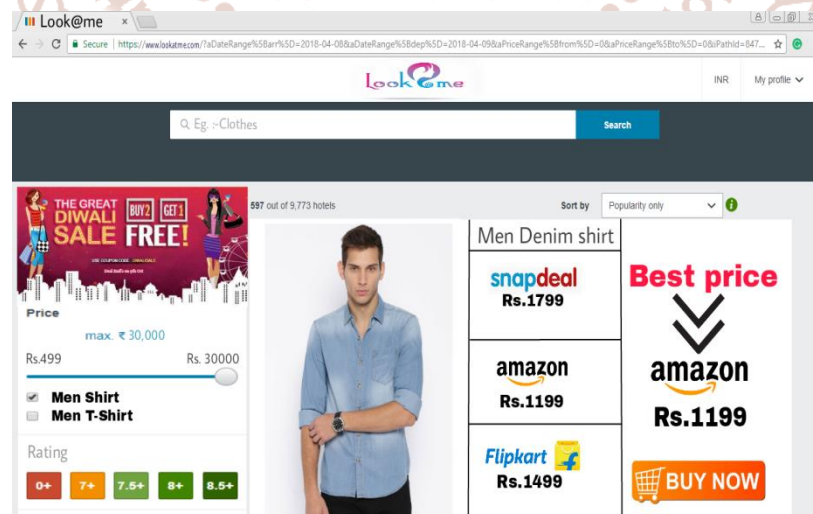 Look@me
Secure | https://www.lookatme.com/?aDateRange%5Barr%5D=2018-04-08&aDateRange%5Bdep%5D=2018-04-09&aPriceRange%5Bfrom%5D=0&aPriceRange%5Bto%5D=0&iPathId=847...
Look@me
INR My profile
Eg. :-Clothes Search
THE GREAT
DIWALI
SALE
BUY2 GET1
FREE!
USE COUPON CODE:
597 out of 9,773 hotels
Sort by Popularity only
Price
max. ₹ 30,000
Rs.499 Rs. 30000
Men Shirt
Men T-Shirt
Rating
0+ 7+ 7.5+ 8+ 8.5+
Men Denim shirt
snapdeal
Rs.1799
amazon
Rs.1199
Flipkart
Rs.1499
Best price
amazon
Rs.1199
BUY NOW